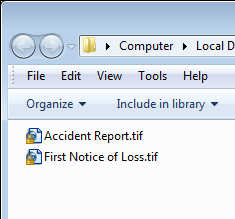 Computer Local D
File Edit View Tools Help
Organize Include in library
Accident Report.tif
First Notice of Loss.tif